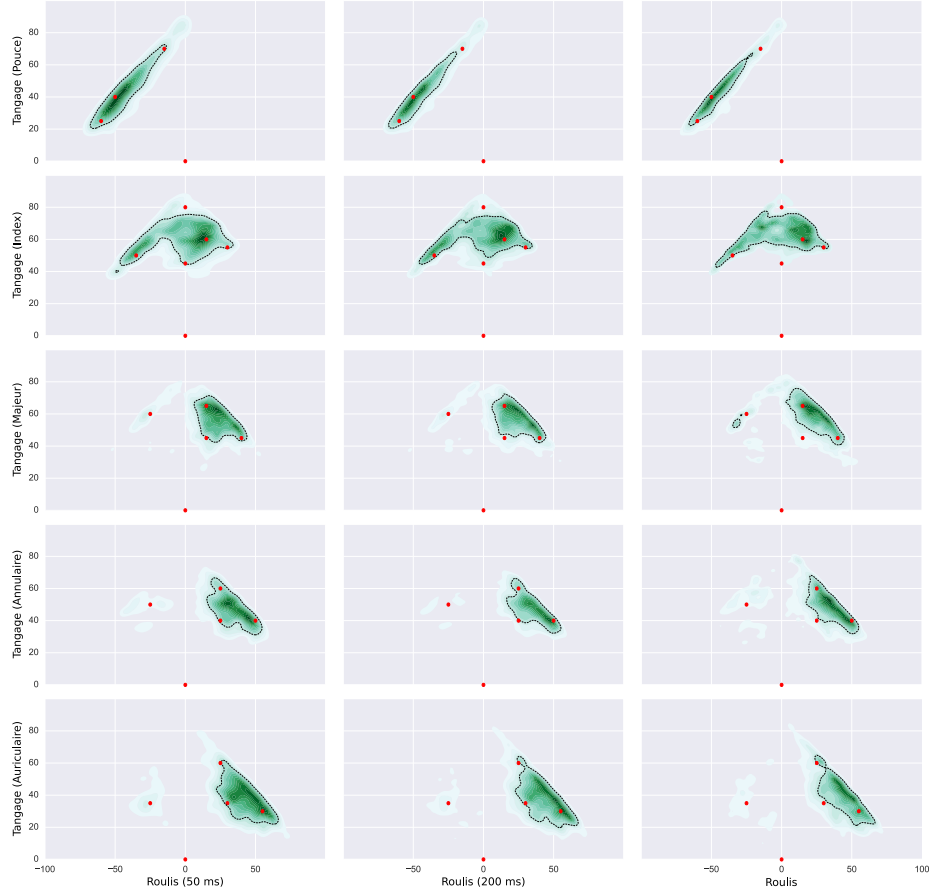 Tangage (Pouce)
80
60
40
20
0
Tangage (Index)
80
60
40
20
0
Tangage (Majeur)
80
60
40
20
0
Tangage (Annulaire)
80
60
40
20
0
Tangage (Auriculaire)
80
60
40
20
0
−100 −50 0 50
−50 0 50
−50 0 50 100
Roulis (50 ms) Roulis (200 ms) Roulis